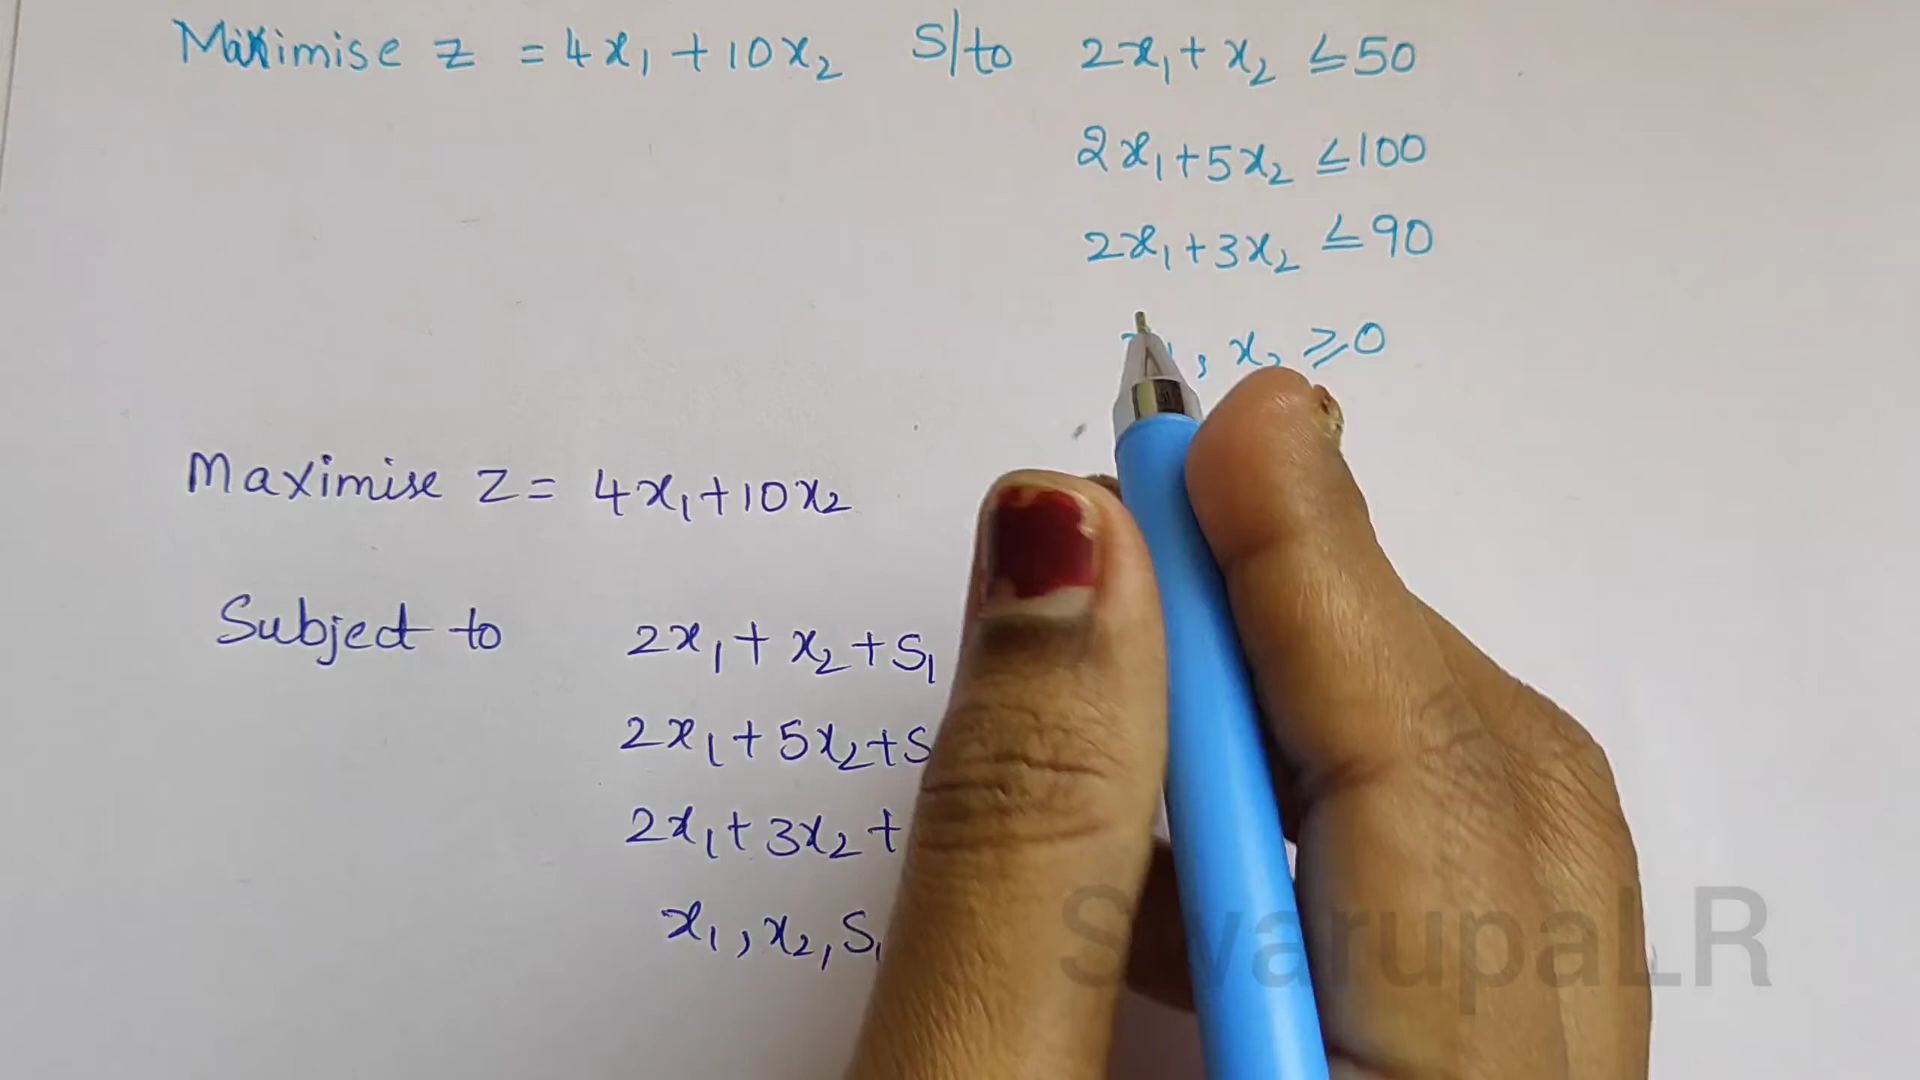 Maximise z = 4x₁ + 10x₂ S/to 2x₁ + x₂ ≤ 50
2x₁ + 5x₂ ≤ 100
2x₁ + 3x₂ ≤ 90
, x₂ ≥ 0
Maximise Z = 4x₁ + 10x₂
Subject to 2x₁ + x₂ + S₁
2x₁ + 5x₂ + S
2x₁ + 3x₂ +
x₁, x₂, S₁
SwarupaLR